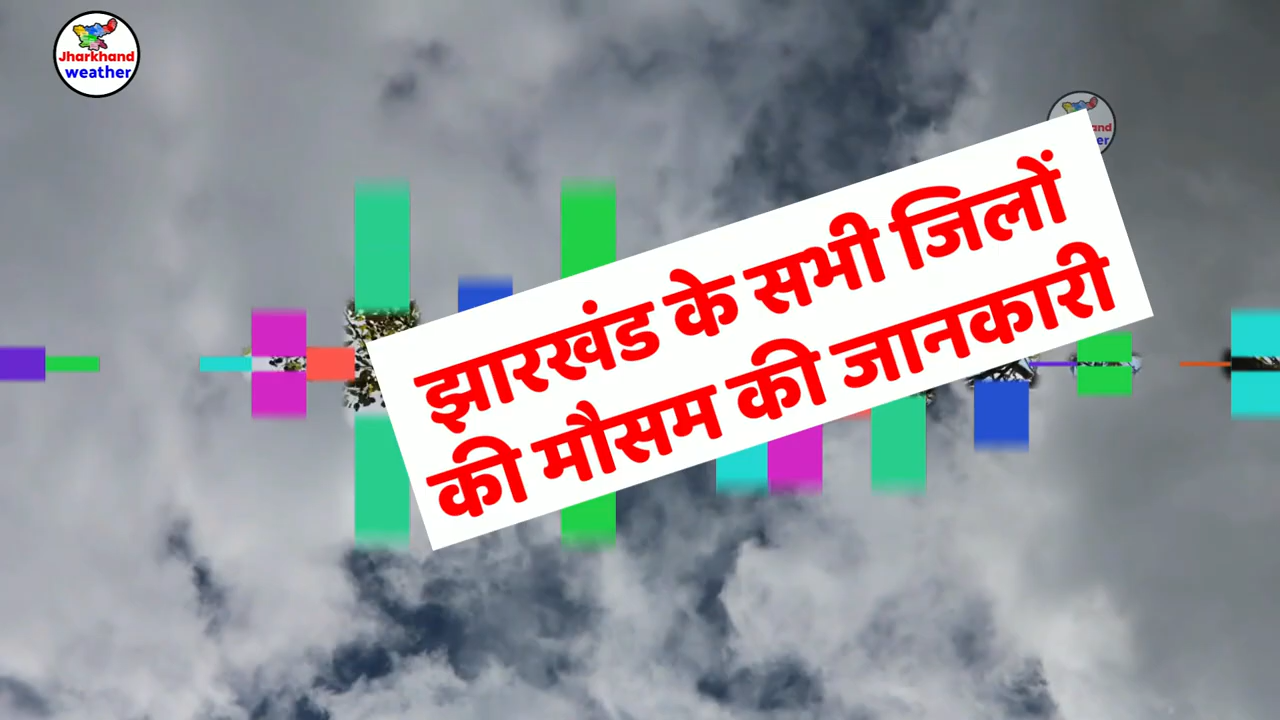 Jharkhand
weather
झारखंड के सभी जिलों
की मौसम की जानकारी